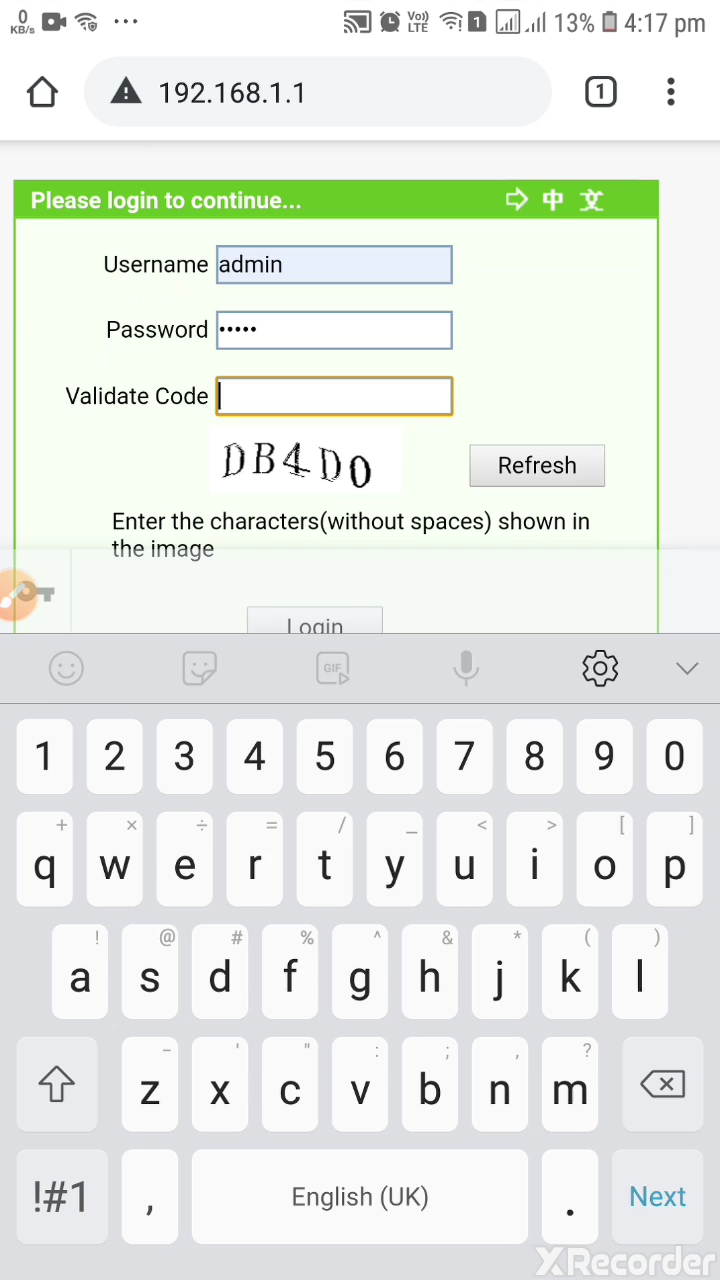 0 KB/s ... Vo)) LTE 1 13% 4:17 pm
192.168.1.1 1
Please login to continue... 中 文
Username admin
Password •••••
Validate Code
DB4D0
Refresh
Enter the characters(without spaces) shown in
the image
Login
GIF
1 2 3 4 5 6 7 8 9 0
+ × ÷ = / _ < > [ ]
q w e r t y u i o p
! @ # % ^ & * ( )
a s d f g h j k l
- ' " : ; , ?
z x c v b n m
!#1 , English (UK) . Next
XRecorder